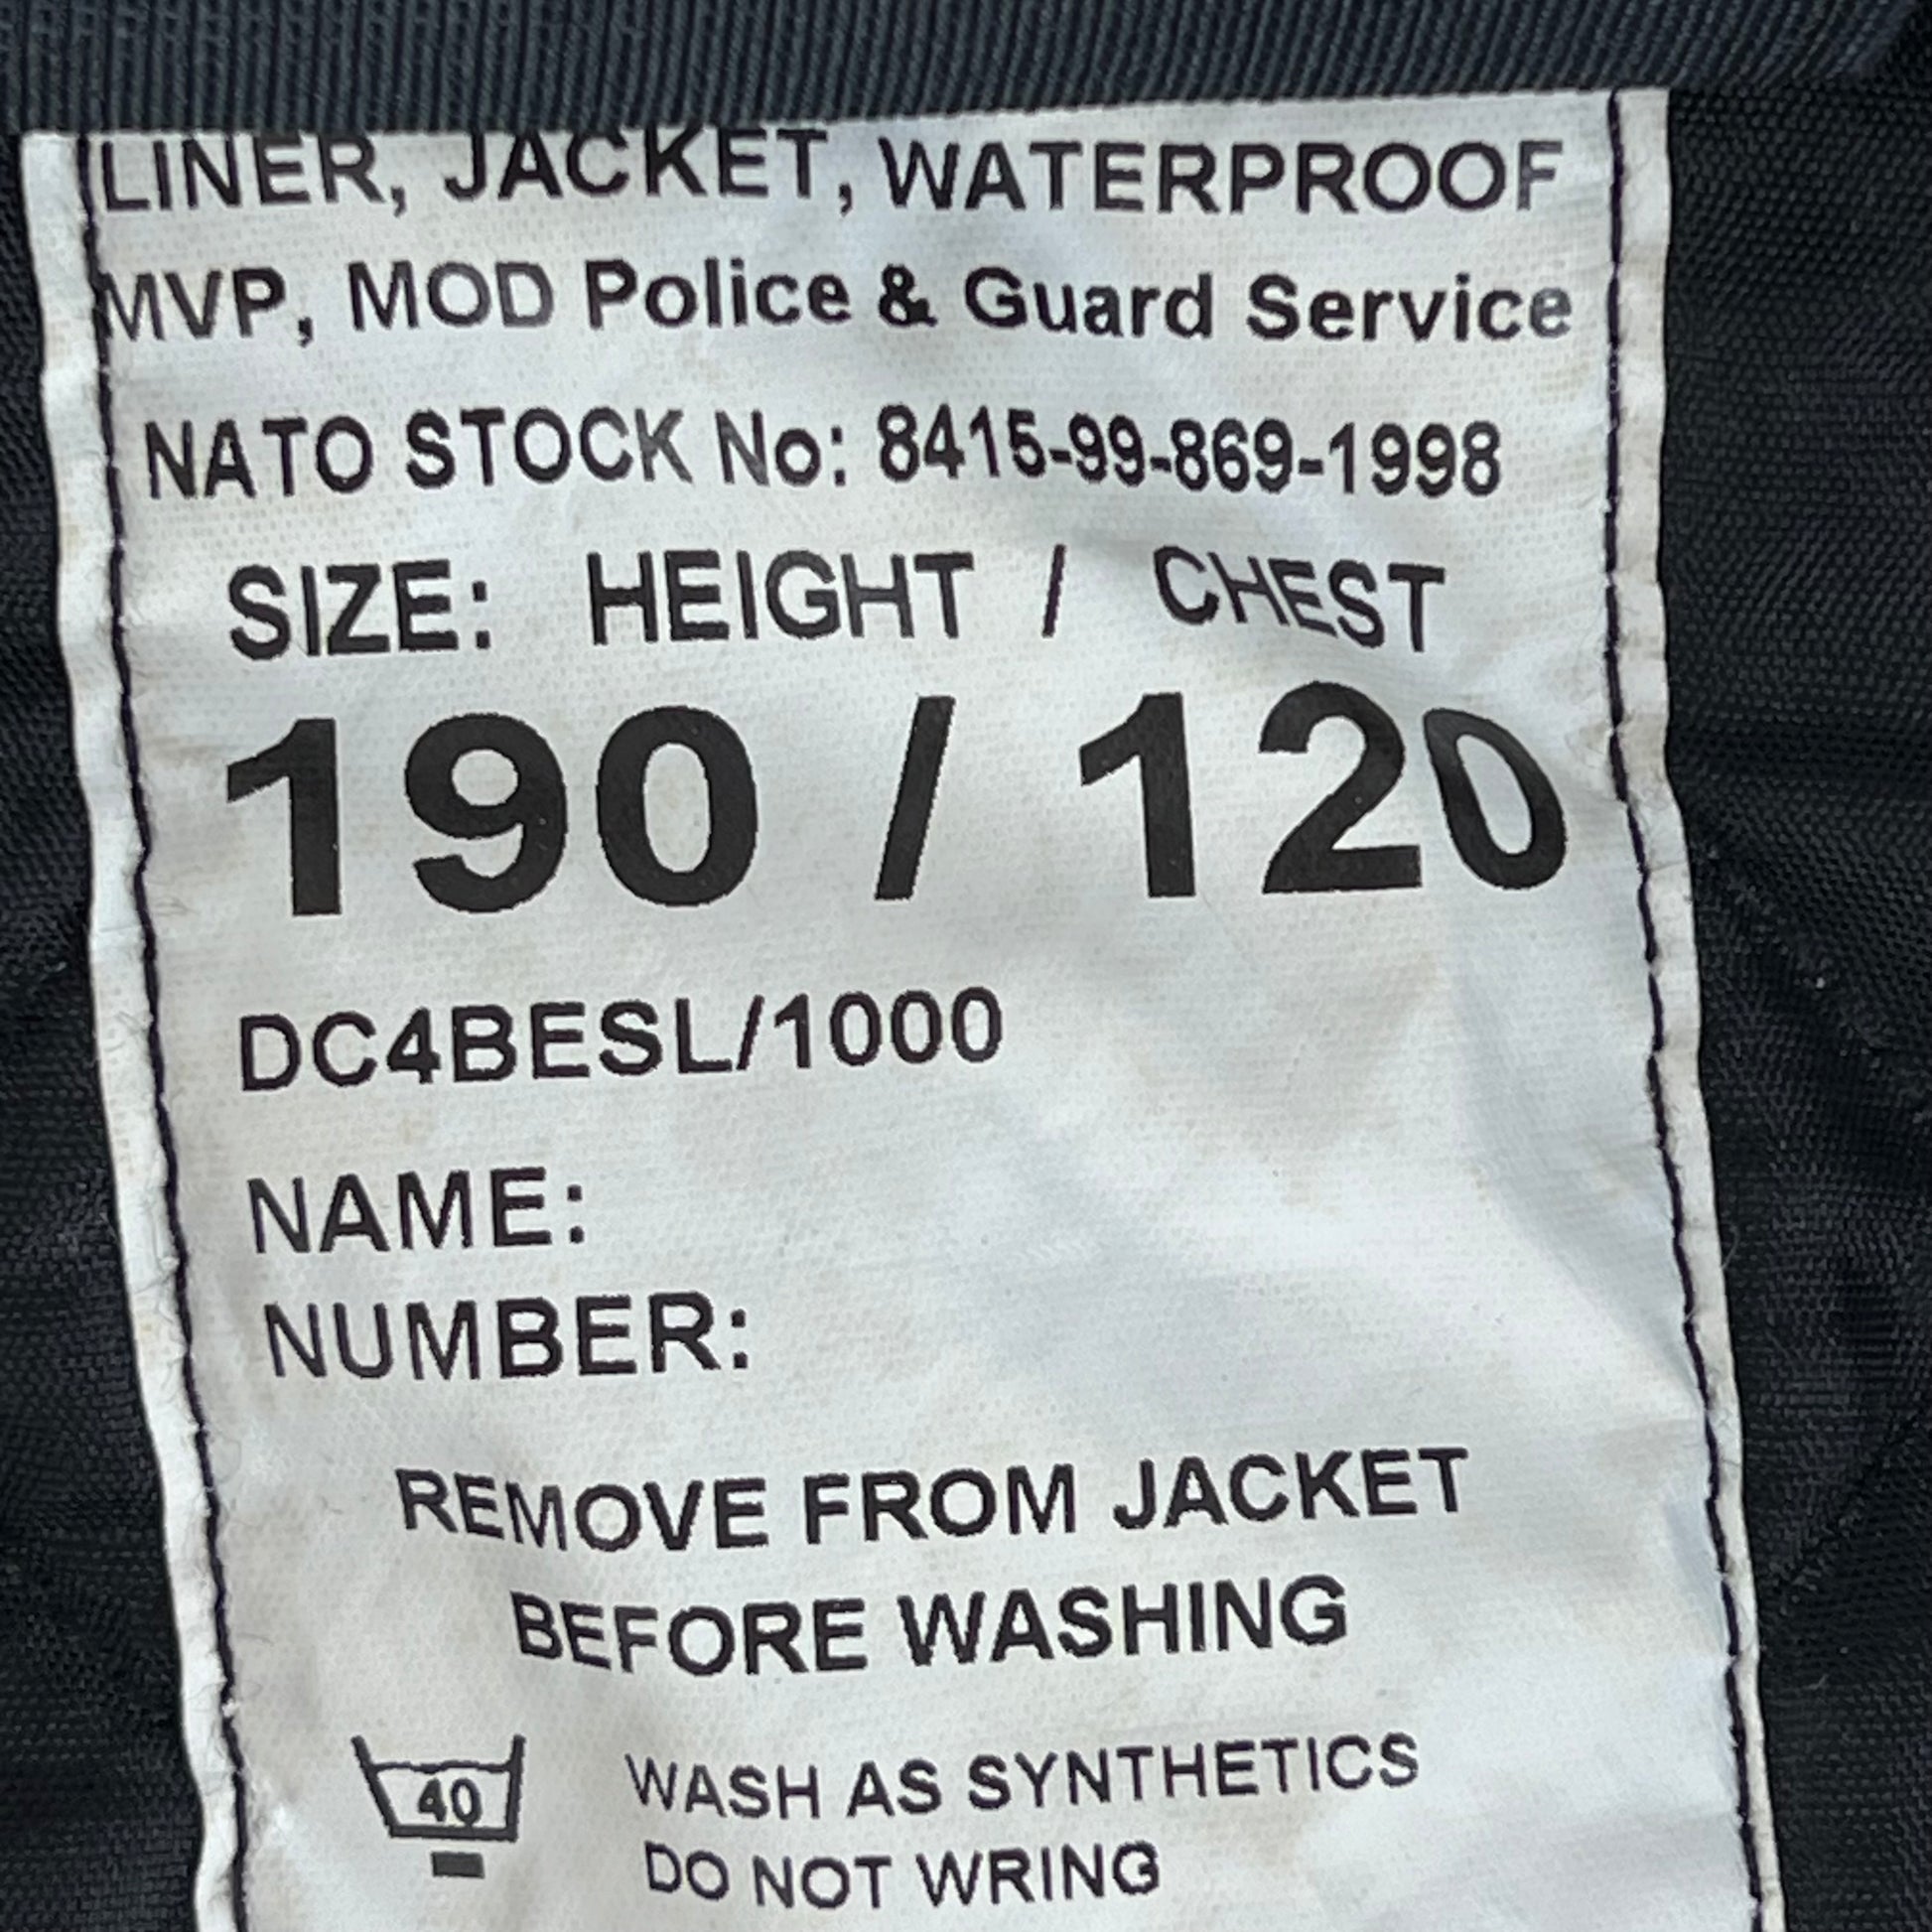 LINER, JACKET, WATERPROOF
MVP, MOD Police & Guard Service
NATO STOCK No: 8415-99-869-1998
SIZE: HEIGHT / CHEST
190 / 120
DC4BESL/1000
NAME:
NUMBER:
REMOVE FROM JACKET
BEFORE WASHING
40 WASH AS SYNTHETICS
DO NOT WRING